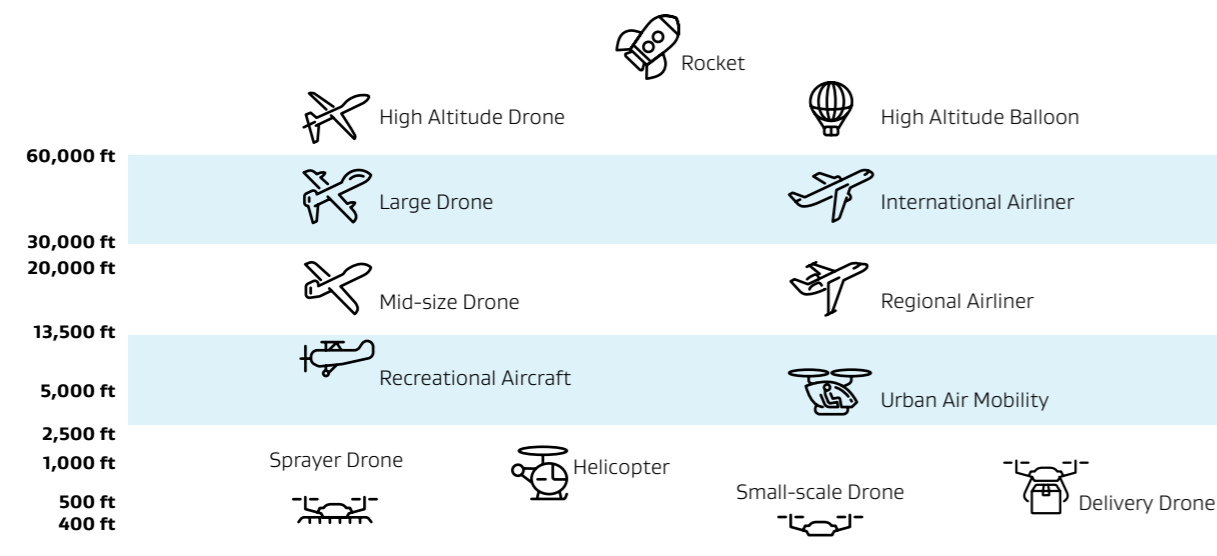 Rocket
High Altitude Drone
High Altitude Balloon
60,000 ft
Large Drone
International Airliner
30,000 ft
20,000 ft
Mid-size Drone
Regional Airliner
13,500 ft
Recreational Aircraft
5,000 ft
Urban Air Mobility
2,500 ft
Sprayer Drone
1,000 ft
Helicopter
Small-scale Drone
500 ft
Delivery Drone
400 ft